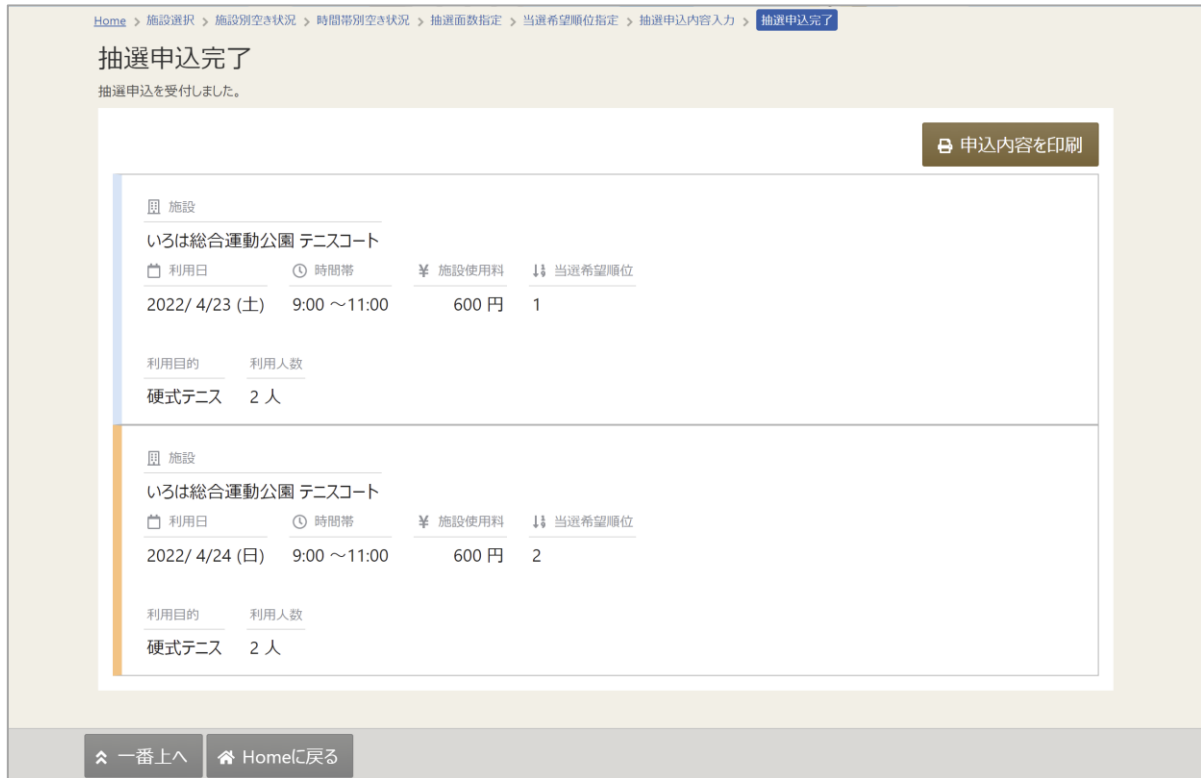 Home > 施設選択 > 施設別空き状況 > 時間帯別空き状況 > 抽選面数指定 > 当選希望順位指定 > 抽選申込内容入力 > 抽選申込完了
抽選申込完了
抽選申込を受付しました。
申込内容を印刷
施設
いろは総合運動公園 テニスコート
利用日 時間帯 ¥ 施設使用料 当選希望順位
2022/ 4/23 (土) 9:00 ～11:00 600 円 1
利用目的 利用人数
硬式テニス 2 人
施設
いろは総合運動公園 テニスコート
利用日 時間帯 ¥ 施設使用料 当選希望順位
2022/ 4/24 (日) 9:00 ～11:00 600 円 2
利用目的 利用人数
硬式テニス 2 人
一番上へ Homeに戻る